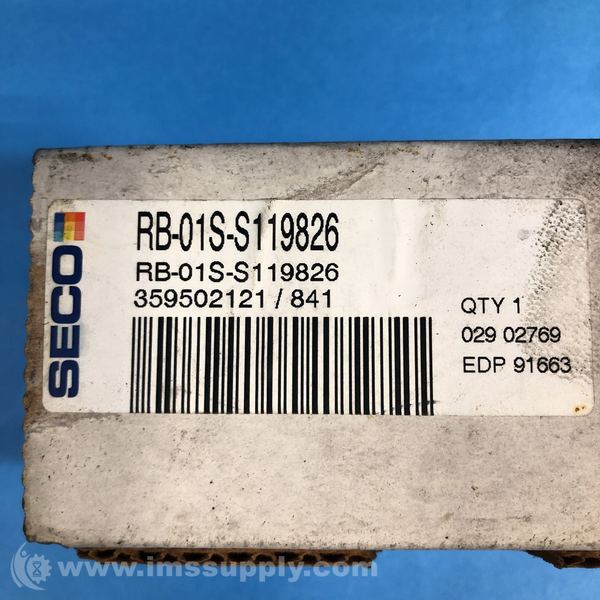 SECO
RB-01S-S119826
RB-01S-S119826
359502121 / 841
QTY 1
029 02769
EDP 91663
www.imssupply.com